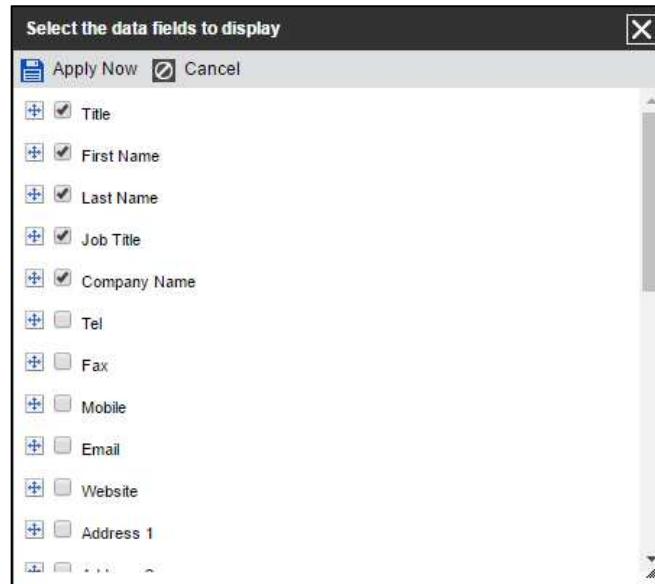 Select the data fields to display
Apply Now Cancel
Title
First Name
Last Name
Job Title
Company Name
Tel
Fax
Mobile
Email
Website
Address 1